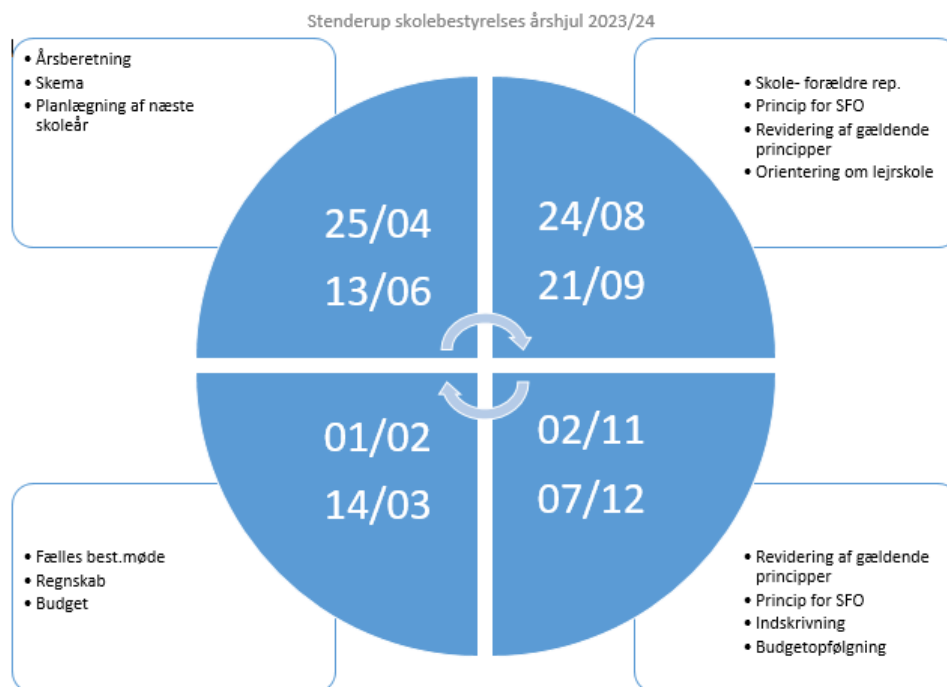 Stenderup skolebestyrelses årshjul 2023/24
• Årsberetning
• Skema
• Planlægning af næste
skoleår
• Skole- forældre rep.
• Princip for SFO
• Revidering af gældende
principper
• Orientering om lejrskole
25/04
13/06
24/08
21/09
01/02
14/03
02/11
07/12
• Fælles best.møde
• Regnskab
• Budget
• Revidering af gældende
principper
• Princip for SFO
• Indskrivning
• Budgetopfølgning